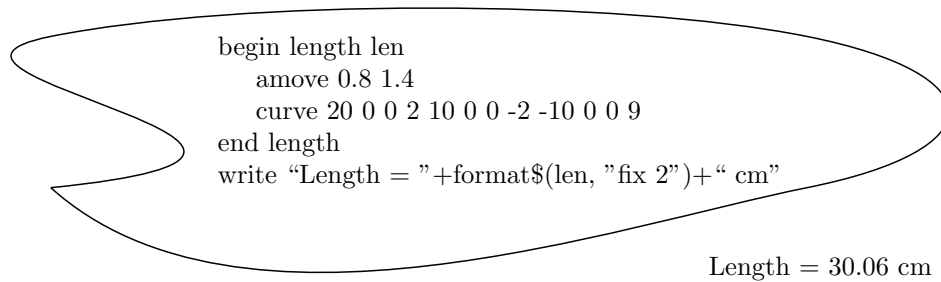 begin length len
amove 0.8 1.4
curve 20 0 0 2 10 0 0 -2 -10 0 0 9
end length
write “Length = ”+format$(len, ”fix 2”)+“ cm”
Length = 30.06 cm